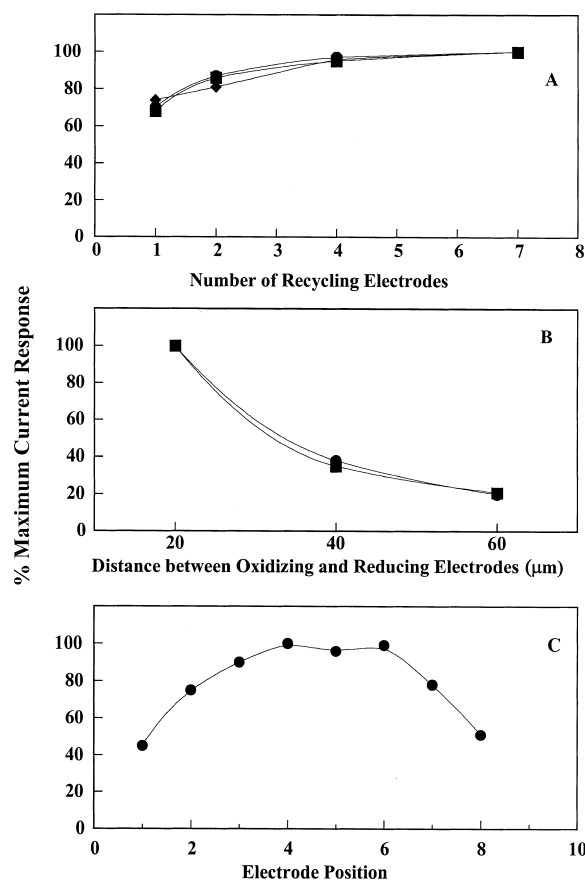 100
80
60
40
20
0
A
0 1 2 3 4 5 6 7 8
Number of Recycling Electrodes
% Maximum Current Response
100
80
60
40
20
0
B
20 40 60
Distance between Oxidizing and Reducing Electrodes (μm)
100
80
60
40
20
0
C
0 2 4 6 8 10
Electrode Position